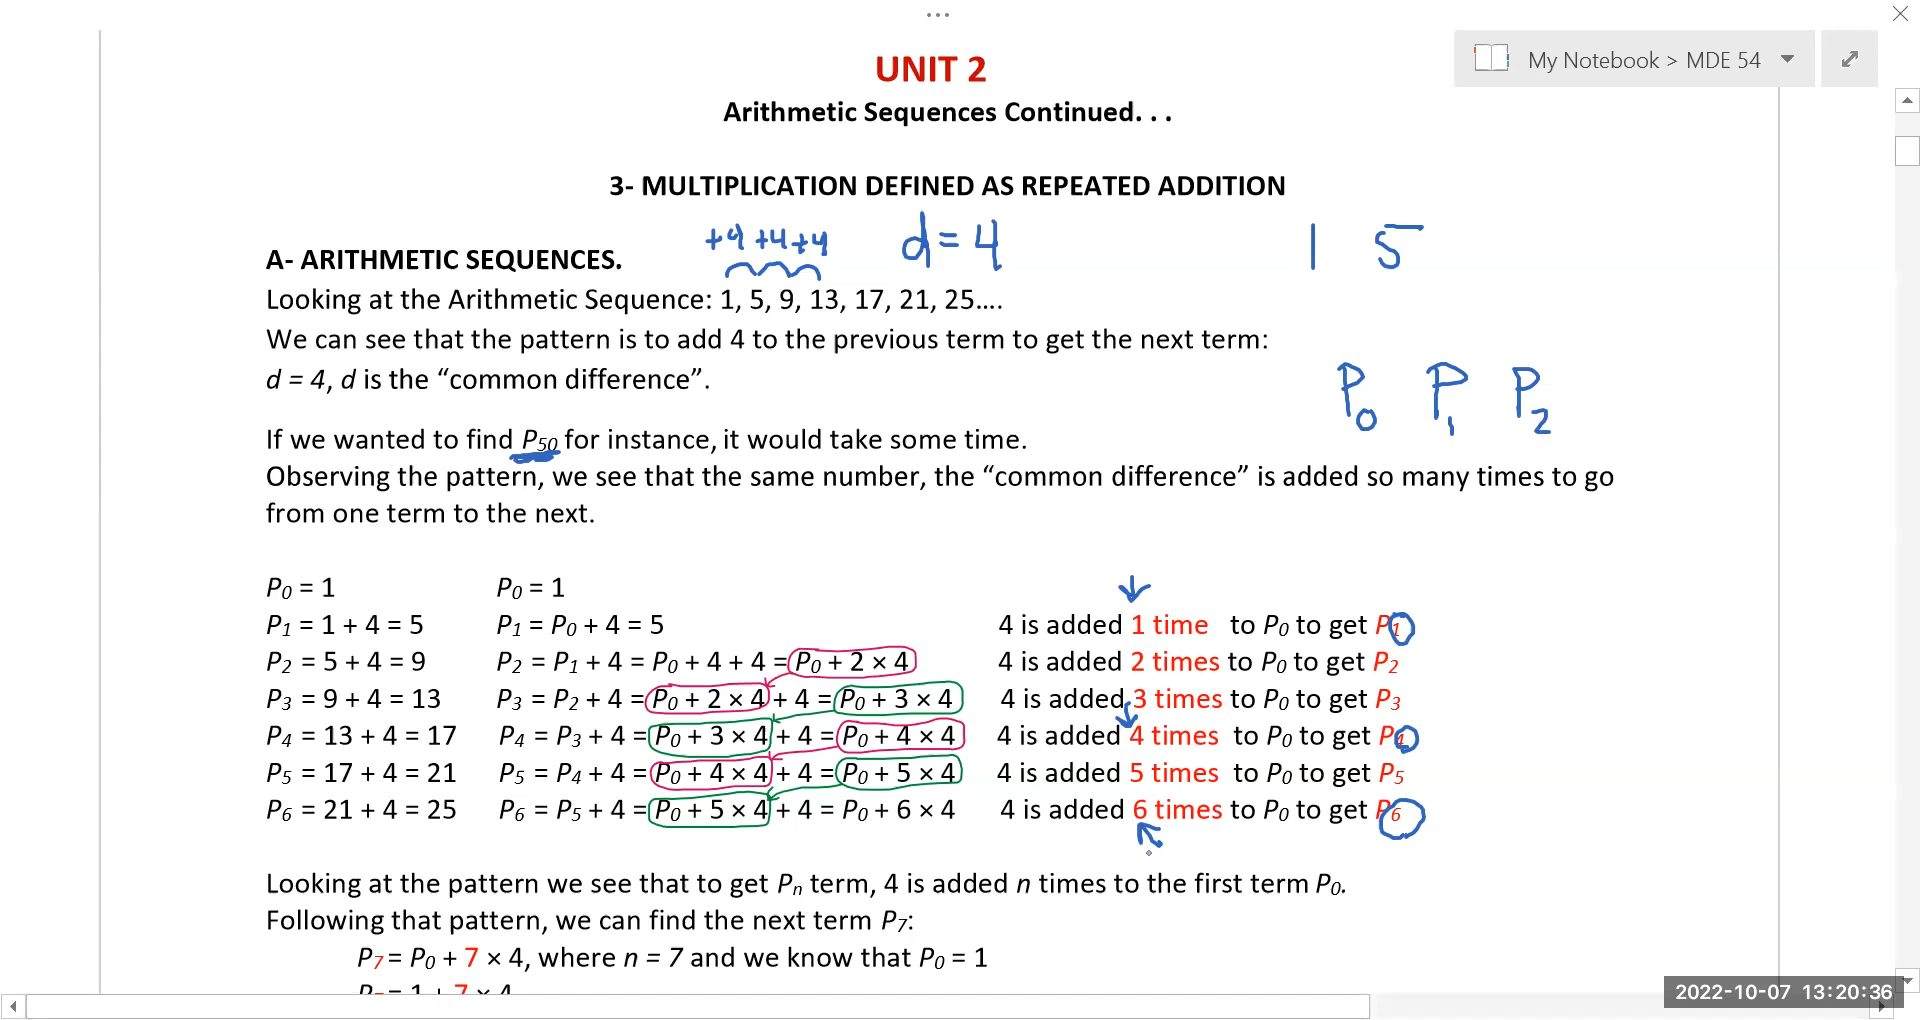 ...
UNIT 2
My Notebook > MDE 54
Arithmetic Sequences Continued. . .
3- MULTIPLICATION DEFINED AS REPEATED ADDITION
+4 +4 +4 d = 4 1 5
A- ARITHMETIC SEQUENCES.
Looking at the Arithmetic Sequence: 1, 5, 9, 13, 17, 21, 25....
We can see that the pattern is to add 4 to the previous term to get the next term:
d = 4, d is the “common difference”.
P₀ P₁ P₂
If we wanted to find P₅₀ for instance, it would take some time.
Observing the pattern, we see that the same number, the “common difference” is added so many times to go
from one term to the next.
P₀ = 1 P₀ = 1
P₁ = 1 + 4 = 5 P₁ = P₀ + 4 = 5 4 is added 1 time to P₀ to get P₁
P₂ = 5 + 4 = 9 P₂ = P₁ + 4 = P₀ + 4 + 4 = P₀ + 2 × 4 4 is added 2 times to P₀ to get P₂
P₃ = 9 + 4 = 13 P₃ = P₂ + 4 = P₀ + 2 × 4 + 4 = P₀ + 3 × 4 4 is added 3 times to P₀ to get P₃
P₄ = 13 + 4 = 17 P₄ = P₃ + 4 = P₀ + 3 × 4 + 4 = P₀ + 4 × 4 4 is added 4 times to P₀ to get P₄
P₅ = 17 + 4 = 21 P₅ = P₄ + 4 = P₀ + 4 × 4 + 4 = P₀ + 5 × 4 4 is added 5 times to P₀ to get P₅
P₆ = 21 + 4 = 25 P₆ = P₅ + 4 = P₀ + 5 × 4 + 4 = P₀ + 6 × 4 4 is added 6 times to P₀ to get P₆
Looking at the pattern we see that to get Pₙ term, 4 is added n times to the first term P₀.
Following that pattern, we can find the next term P₇:
P₇ = P₀ + 7 × 4, where n = 7 and we know that P₀ = 1
P₇ = 1 + 7 × 4
2022-10-07 13:20:36